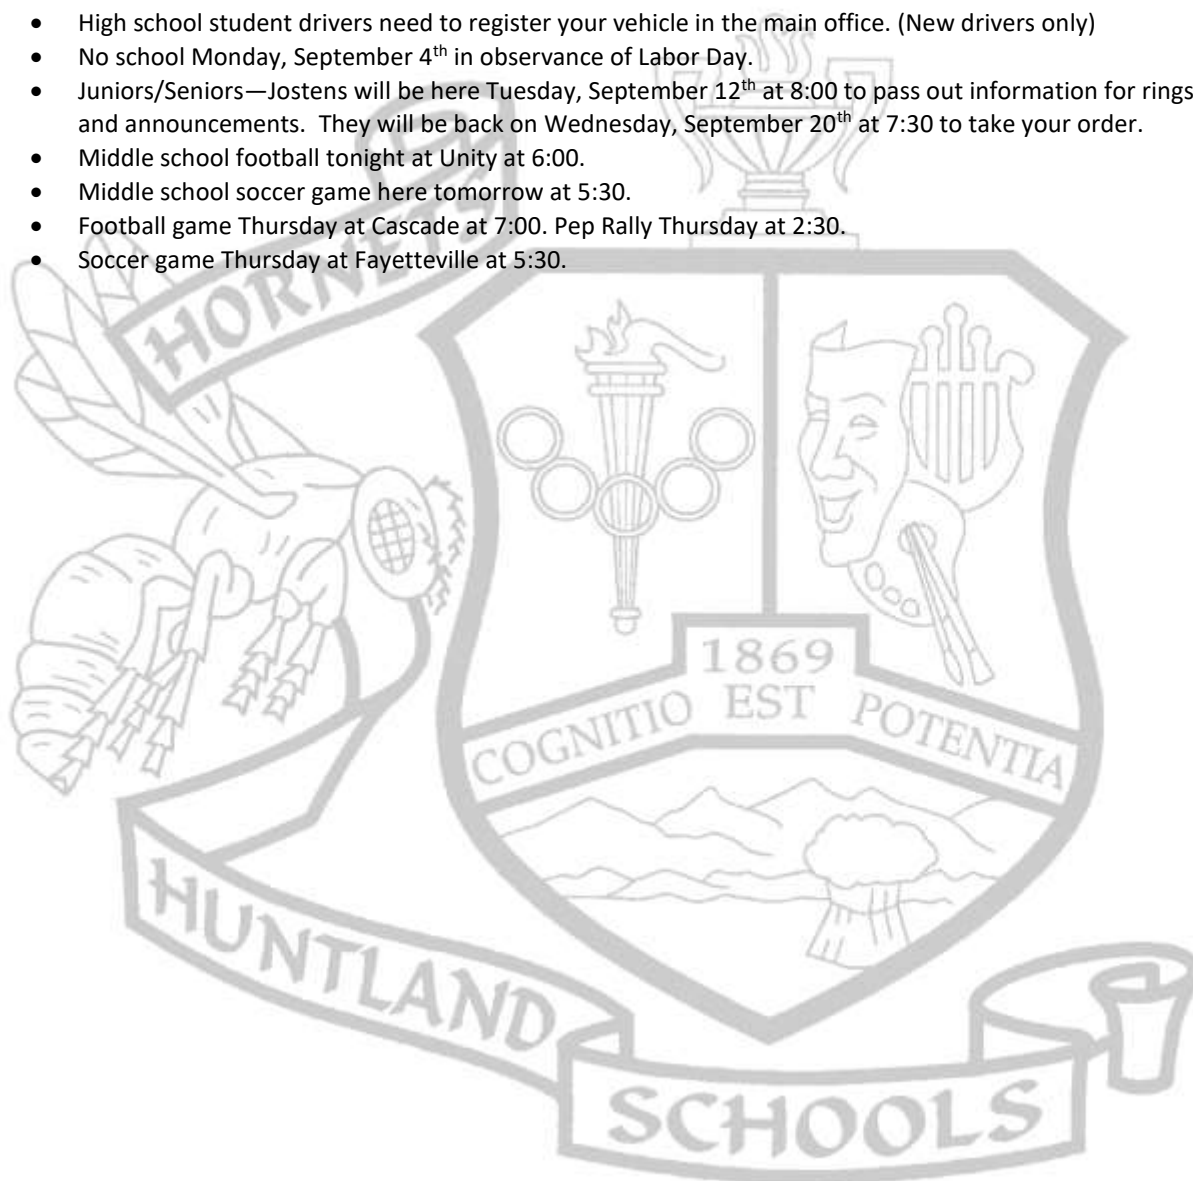 • High school student drivers need to register your vehicle in the main office. (New drivers only)
• No school Monday, September 4th in observance of Labor Day.
• Juniors/Seniors—Jostens will be here Tuesday, September 12th at 8:00 to pass out information for rings
and announcements.  They will be back on Wednesday, September 20th at 7:30 to take your order.
• Middle school football tonight at Unity at 6:00.
• Middle school soccer game here tomorrow at 5:30.
• Football game Thursday at Cascade at 7:00. Pep Rally Thursday at 2:30.
• Soccer game Thursday at Fayetteville at 5:30.
HORNETS
1869
COGNITIO EST POTENTIA
HUNTLAND
SCHOOLS